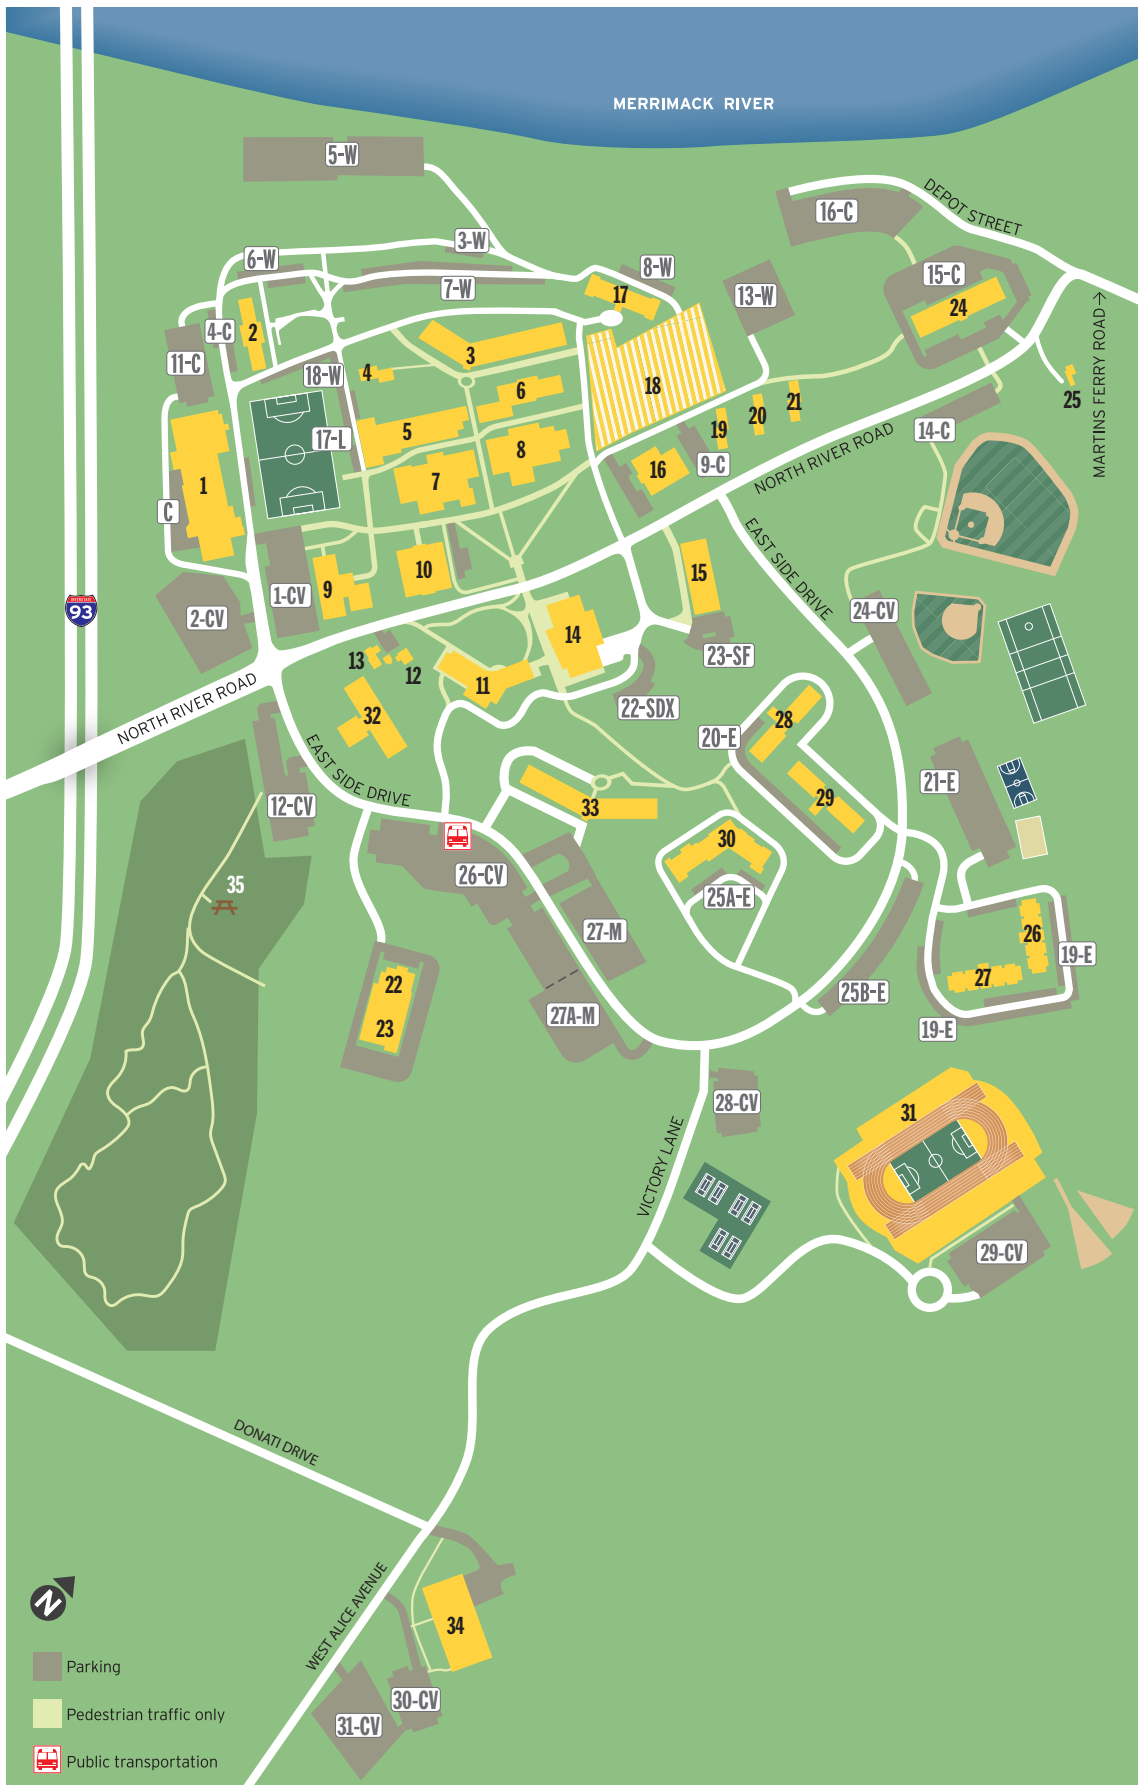 MERRIMACK RIVER
5-W
16-C
DEPOT STREET
3-W
6-W
8-W
15-C
7-W
13-W
17
24
MARTINS FERRY ROAD→
4-C
2
3
11-C
18-W
4
18
6
21
25
20
5
19
14-C
17-L
8
NORTH RIVER ROAD
9-C
16
7
1
C
EAST SIDE DRIVE
INTERSTATE
93
10
15
9
1-CV
24-CV
2-CV
14
23-SF
13
12
11
22-SDX
NORTH RIVER ROAD
32
28
20-E
EAST SIDE DRIVE
21-E
29
12-CV
33
30
26-CV
35
25A-E
27-M
26
19-E
27
22
25B-E
27A-M
23
19-E
28-CV
31
VICTORY LANE
29-CV
DONATI DRIVE
WEST ALICE AVENUE
N
34
Parking
30-CV
Pedestrian traffic only
31-CV
Public transportation